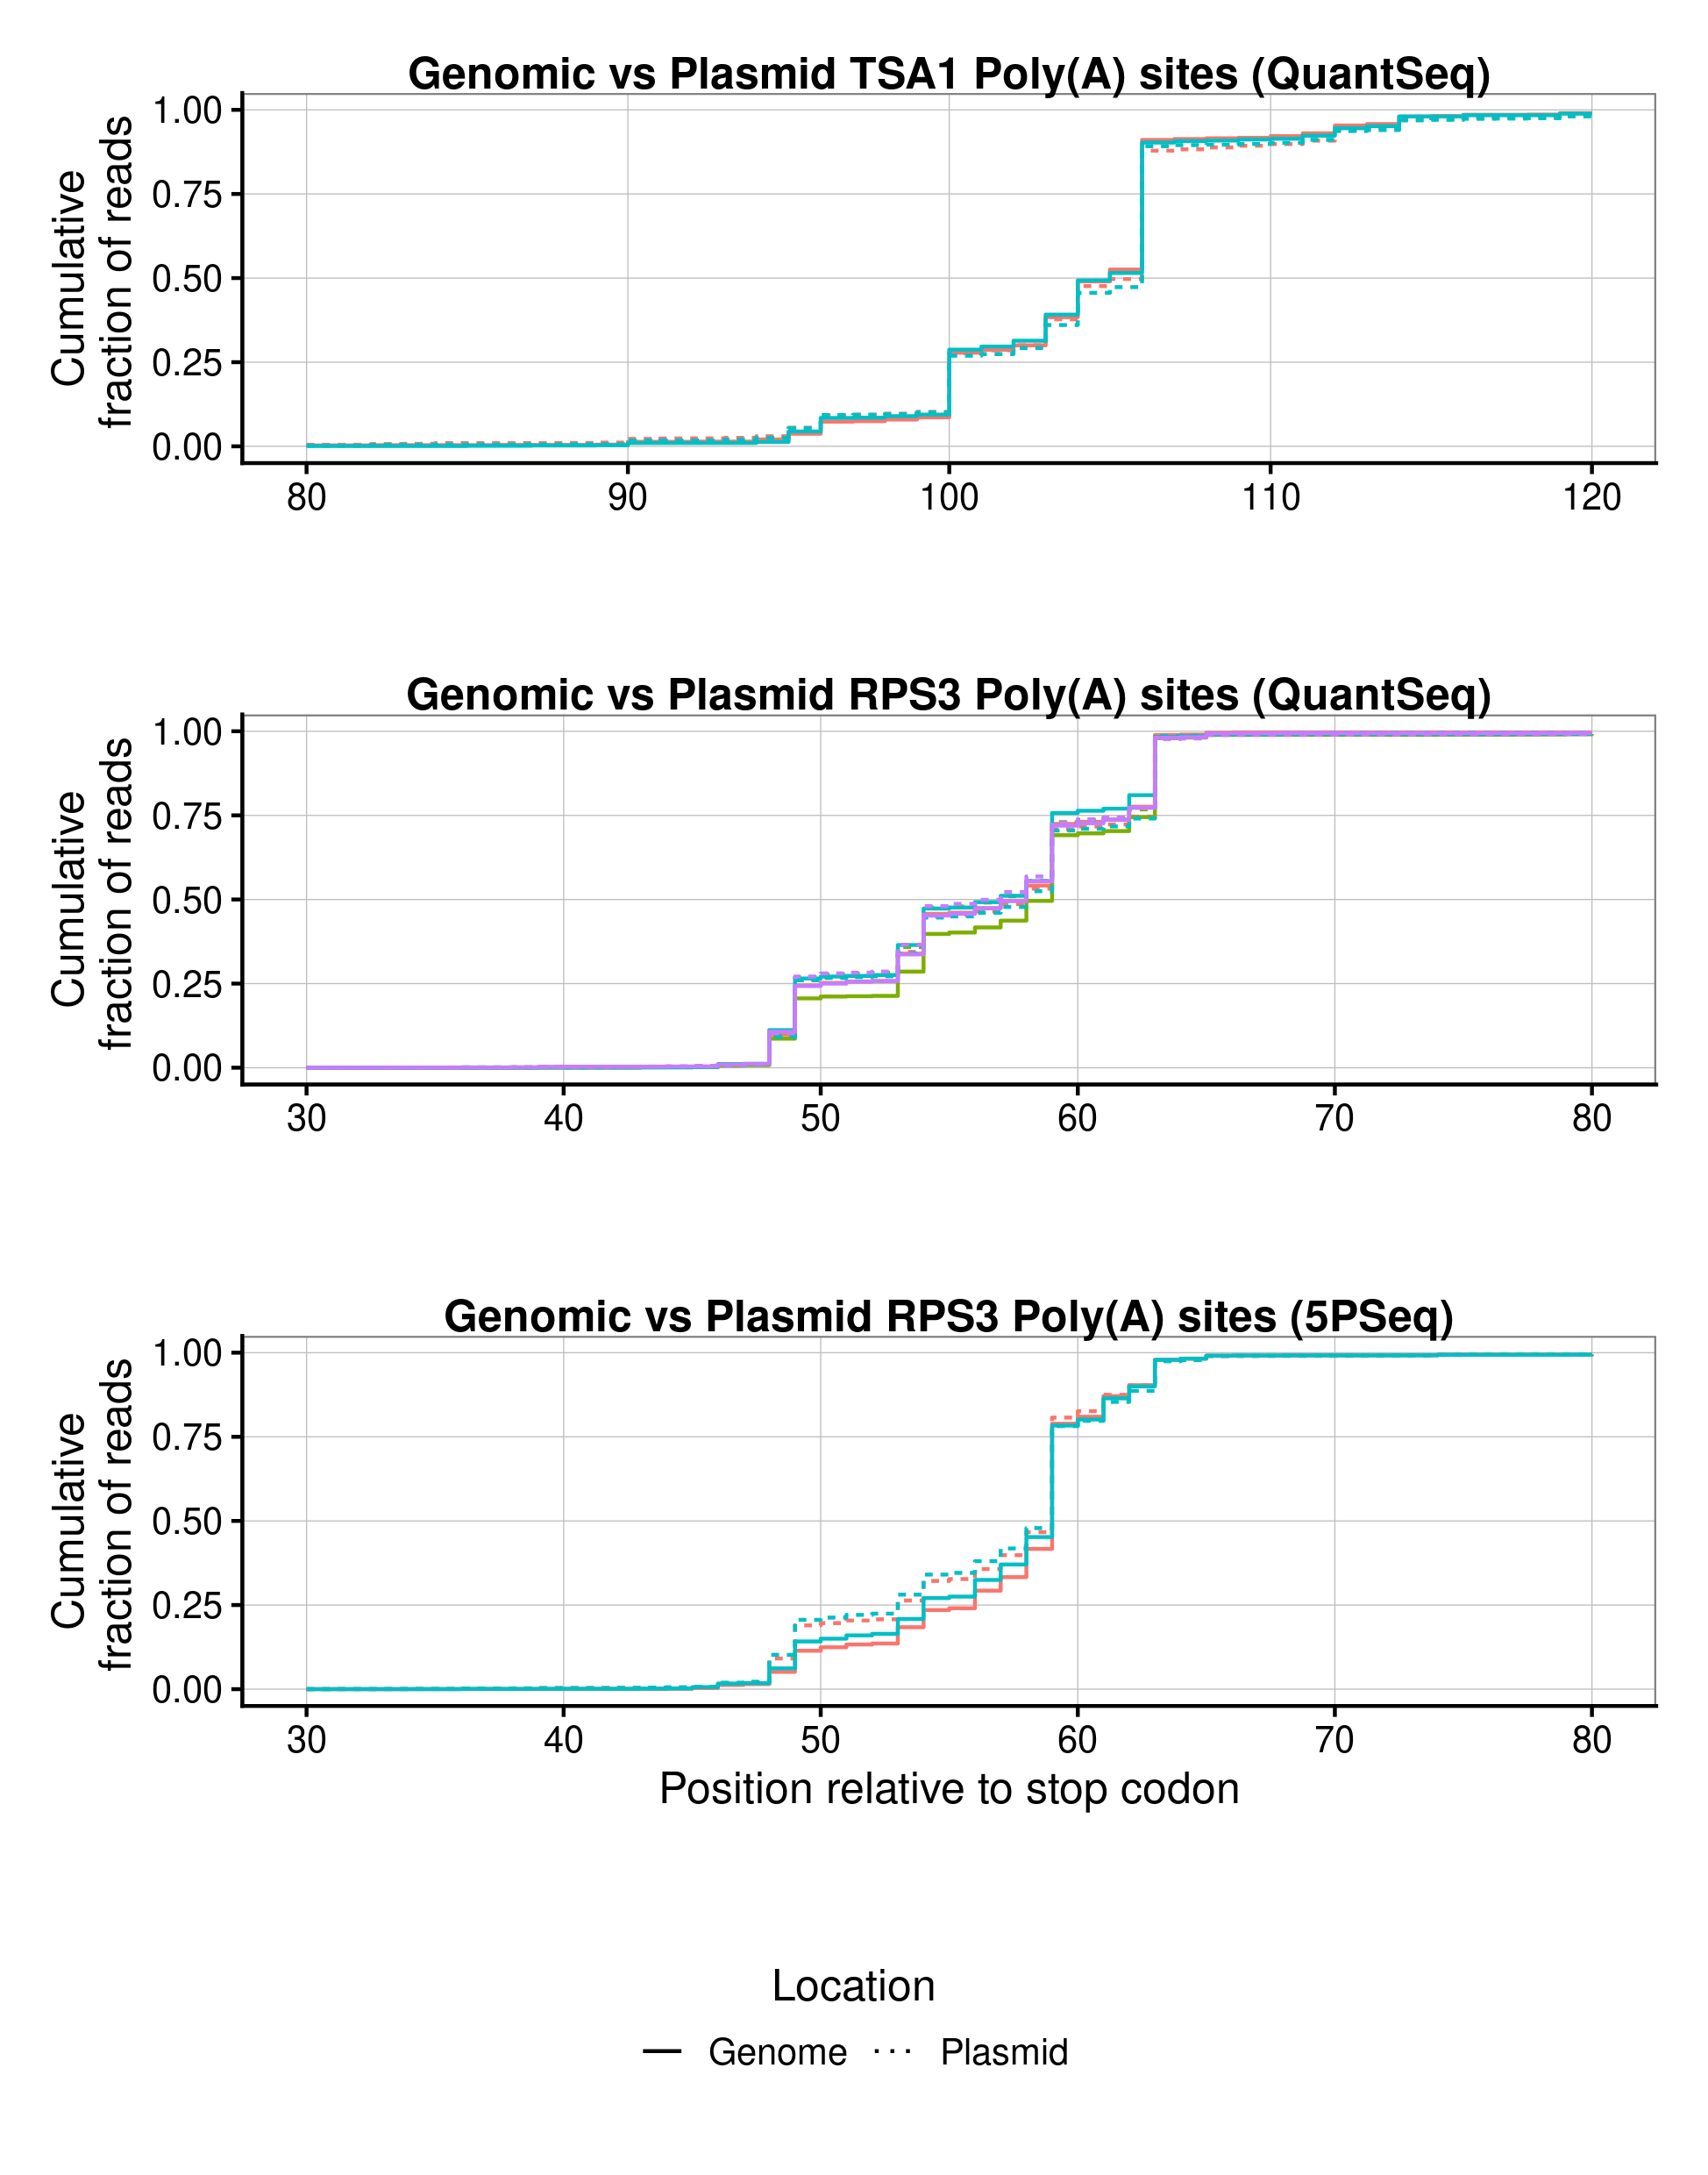 Genomic vs Plasmid TSA1 Poly(A) sites (QuantSeq)
Cumulative
fraction of reads
1.00
0.75
0.50
0.25
0.00
80 90 100 110 120
Genomic vs Plasmid RPS3 Poly(A) sites (QuantSeq)
Cumulative
fraction of reads
1.00
0.75
0.50
0.25
0.00
30 40 50 60 70 80
Genomic vs Plasmid RPS3 Poly(A) sites (5PSeq)
Cumulative
fraction of reads
1.00
0.75
0.50
0.25
0.00
30 40 50 60 70 80
Position relative to stop codon
Location
Genome Plasmid